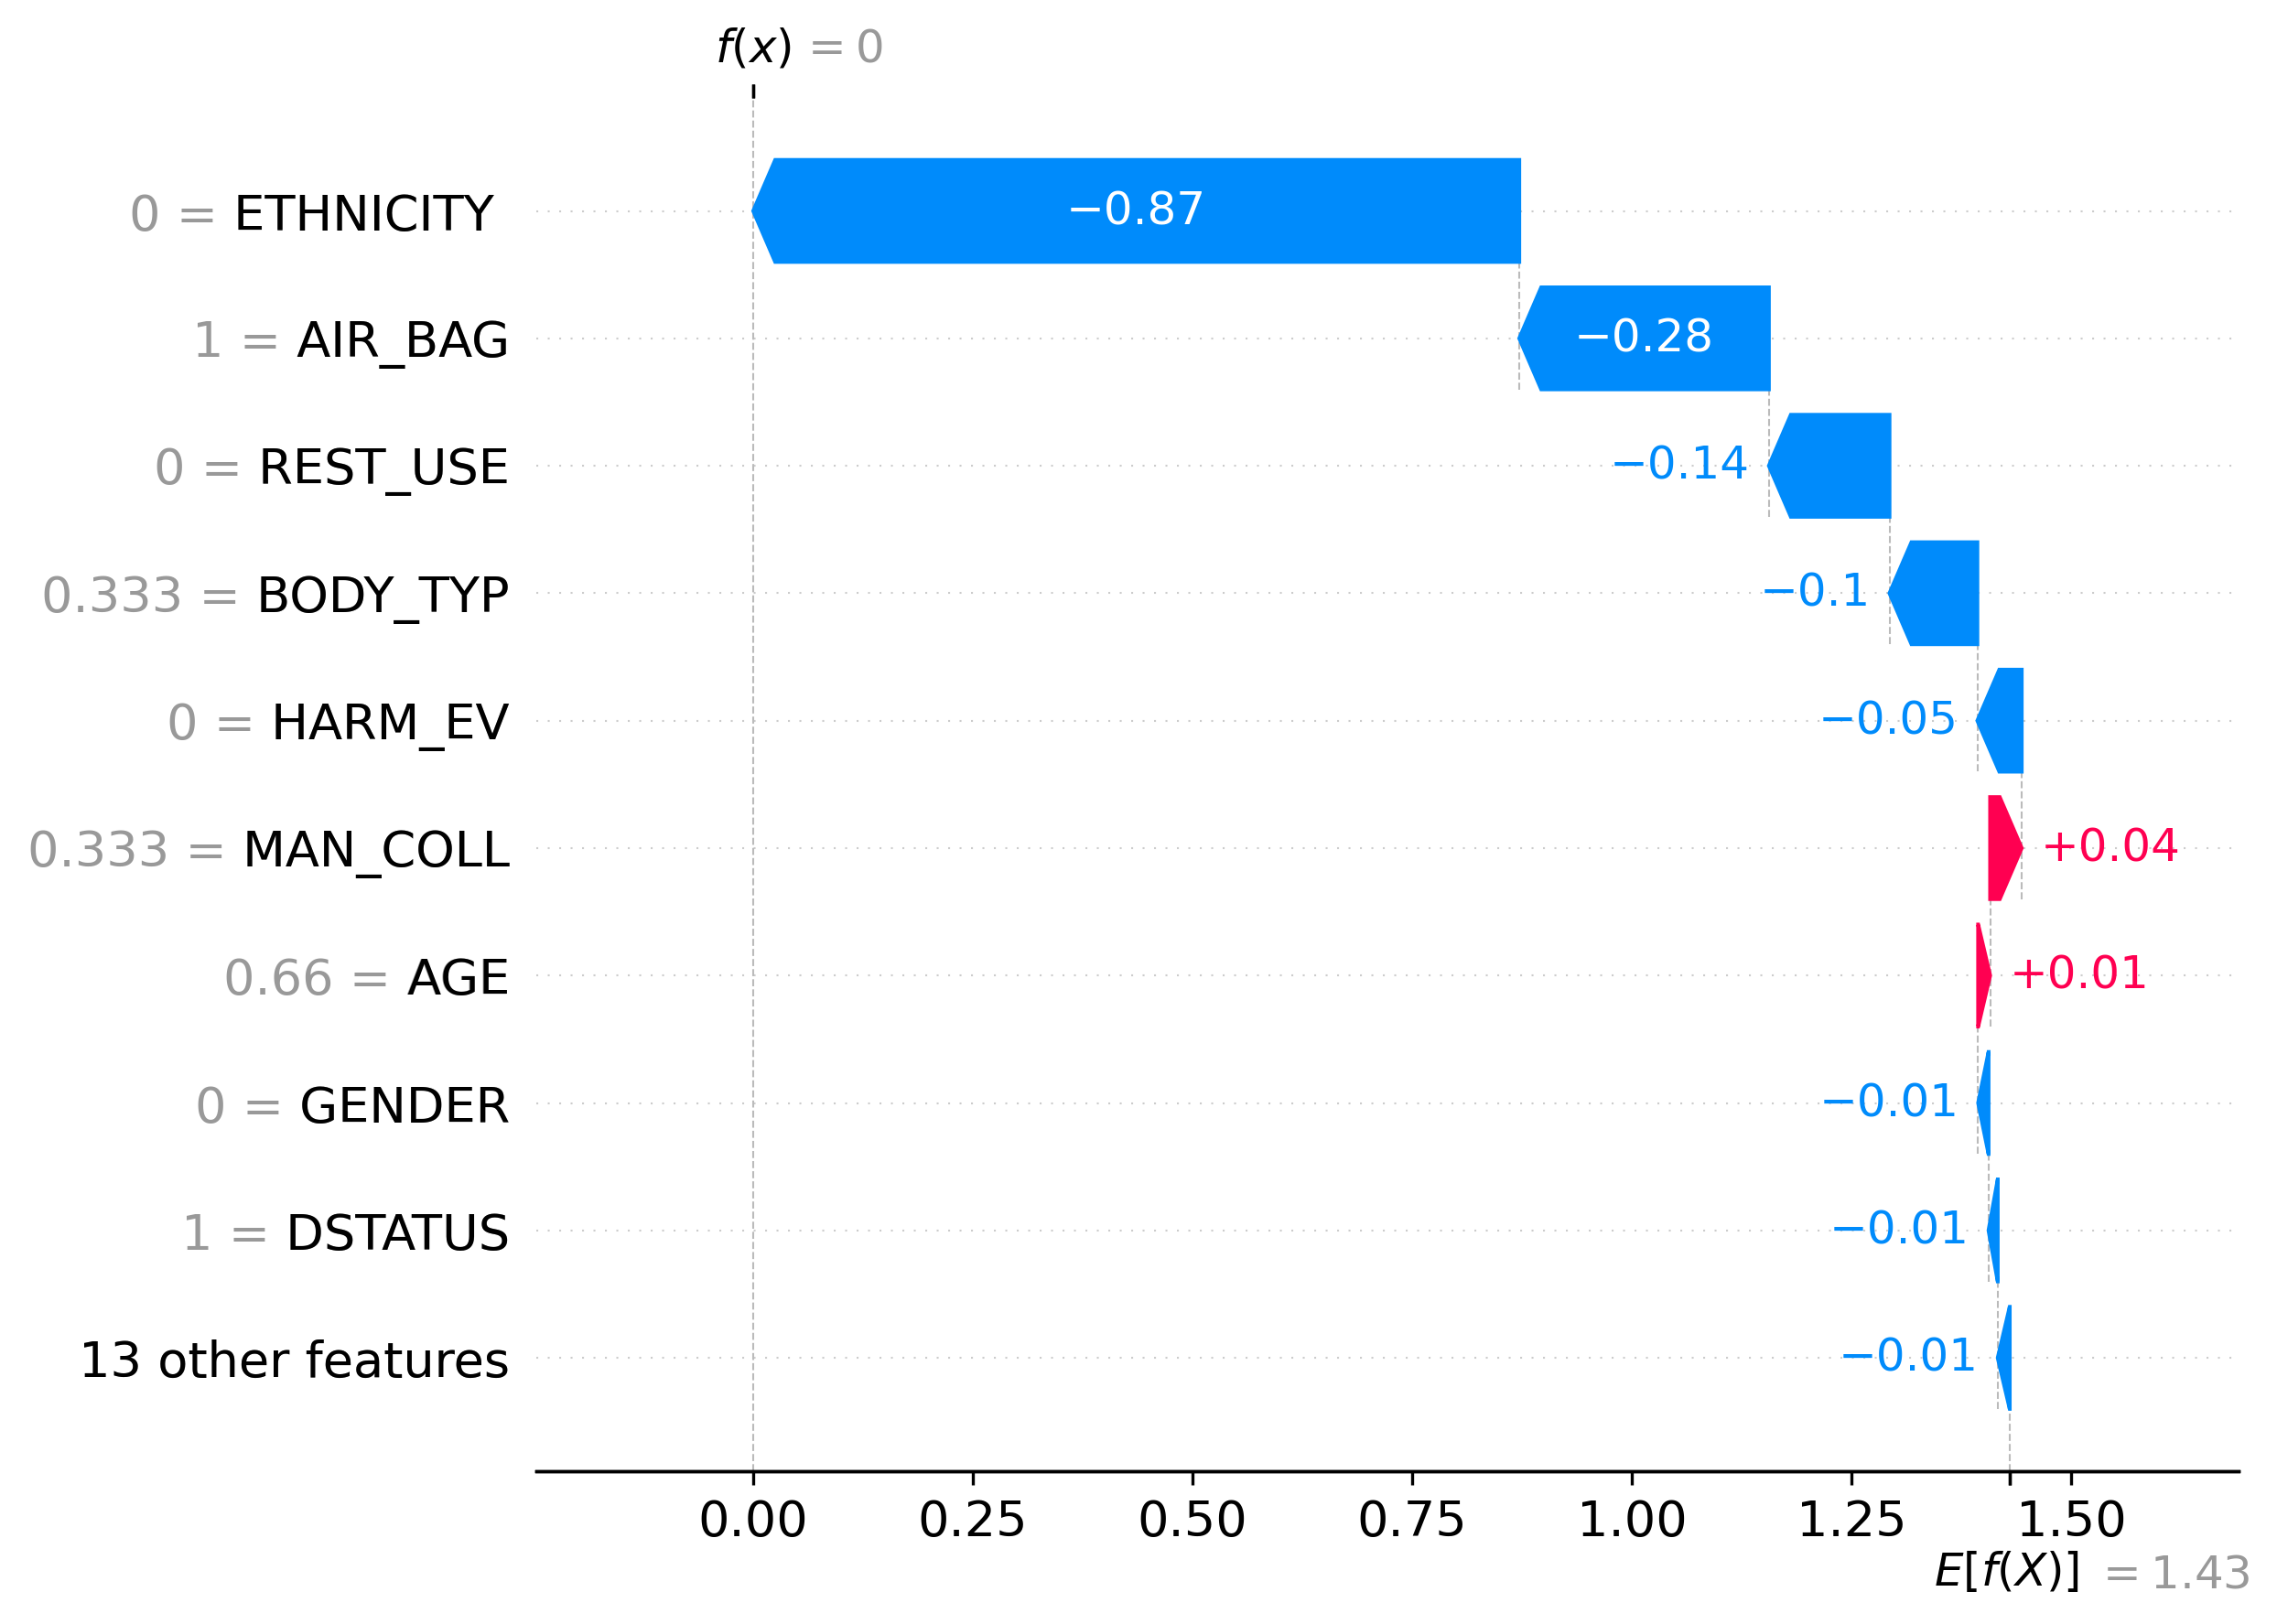 f(x) = 0
0 = ETHNICITY
−0.87
1 = AIR_BAG
−0.28
0 = REST_USE
−0.14
0.333 = BODY_TYP
−0.1
0 = HARM_EV
−0.05
0.333 = MAN_COLL
+0.04
0.66 = AGE
+0.01
0 = GENDER
−0.01
1 = DSTATUS
−0.01
13 other features
−0.01
0.00 0.25 0.50 0.75 1.00 1.25 1.50
E[f(X)] = 1.43